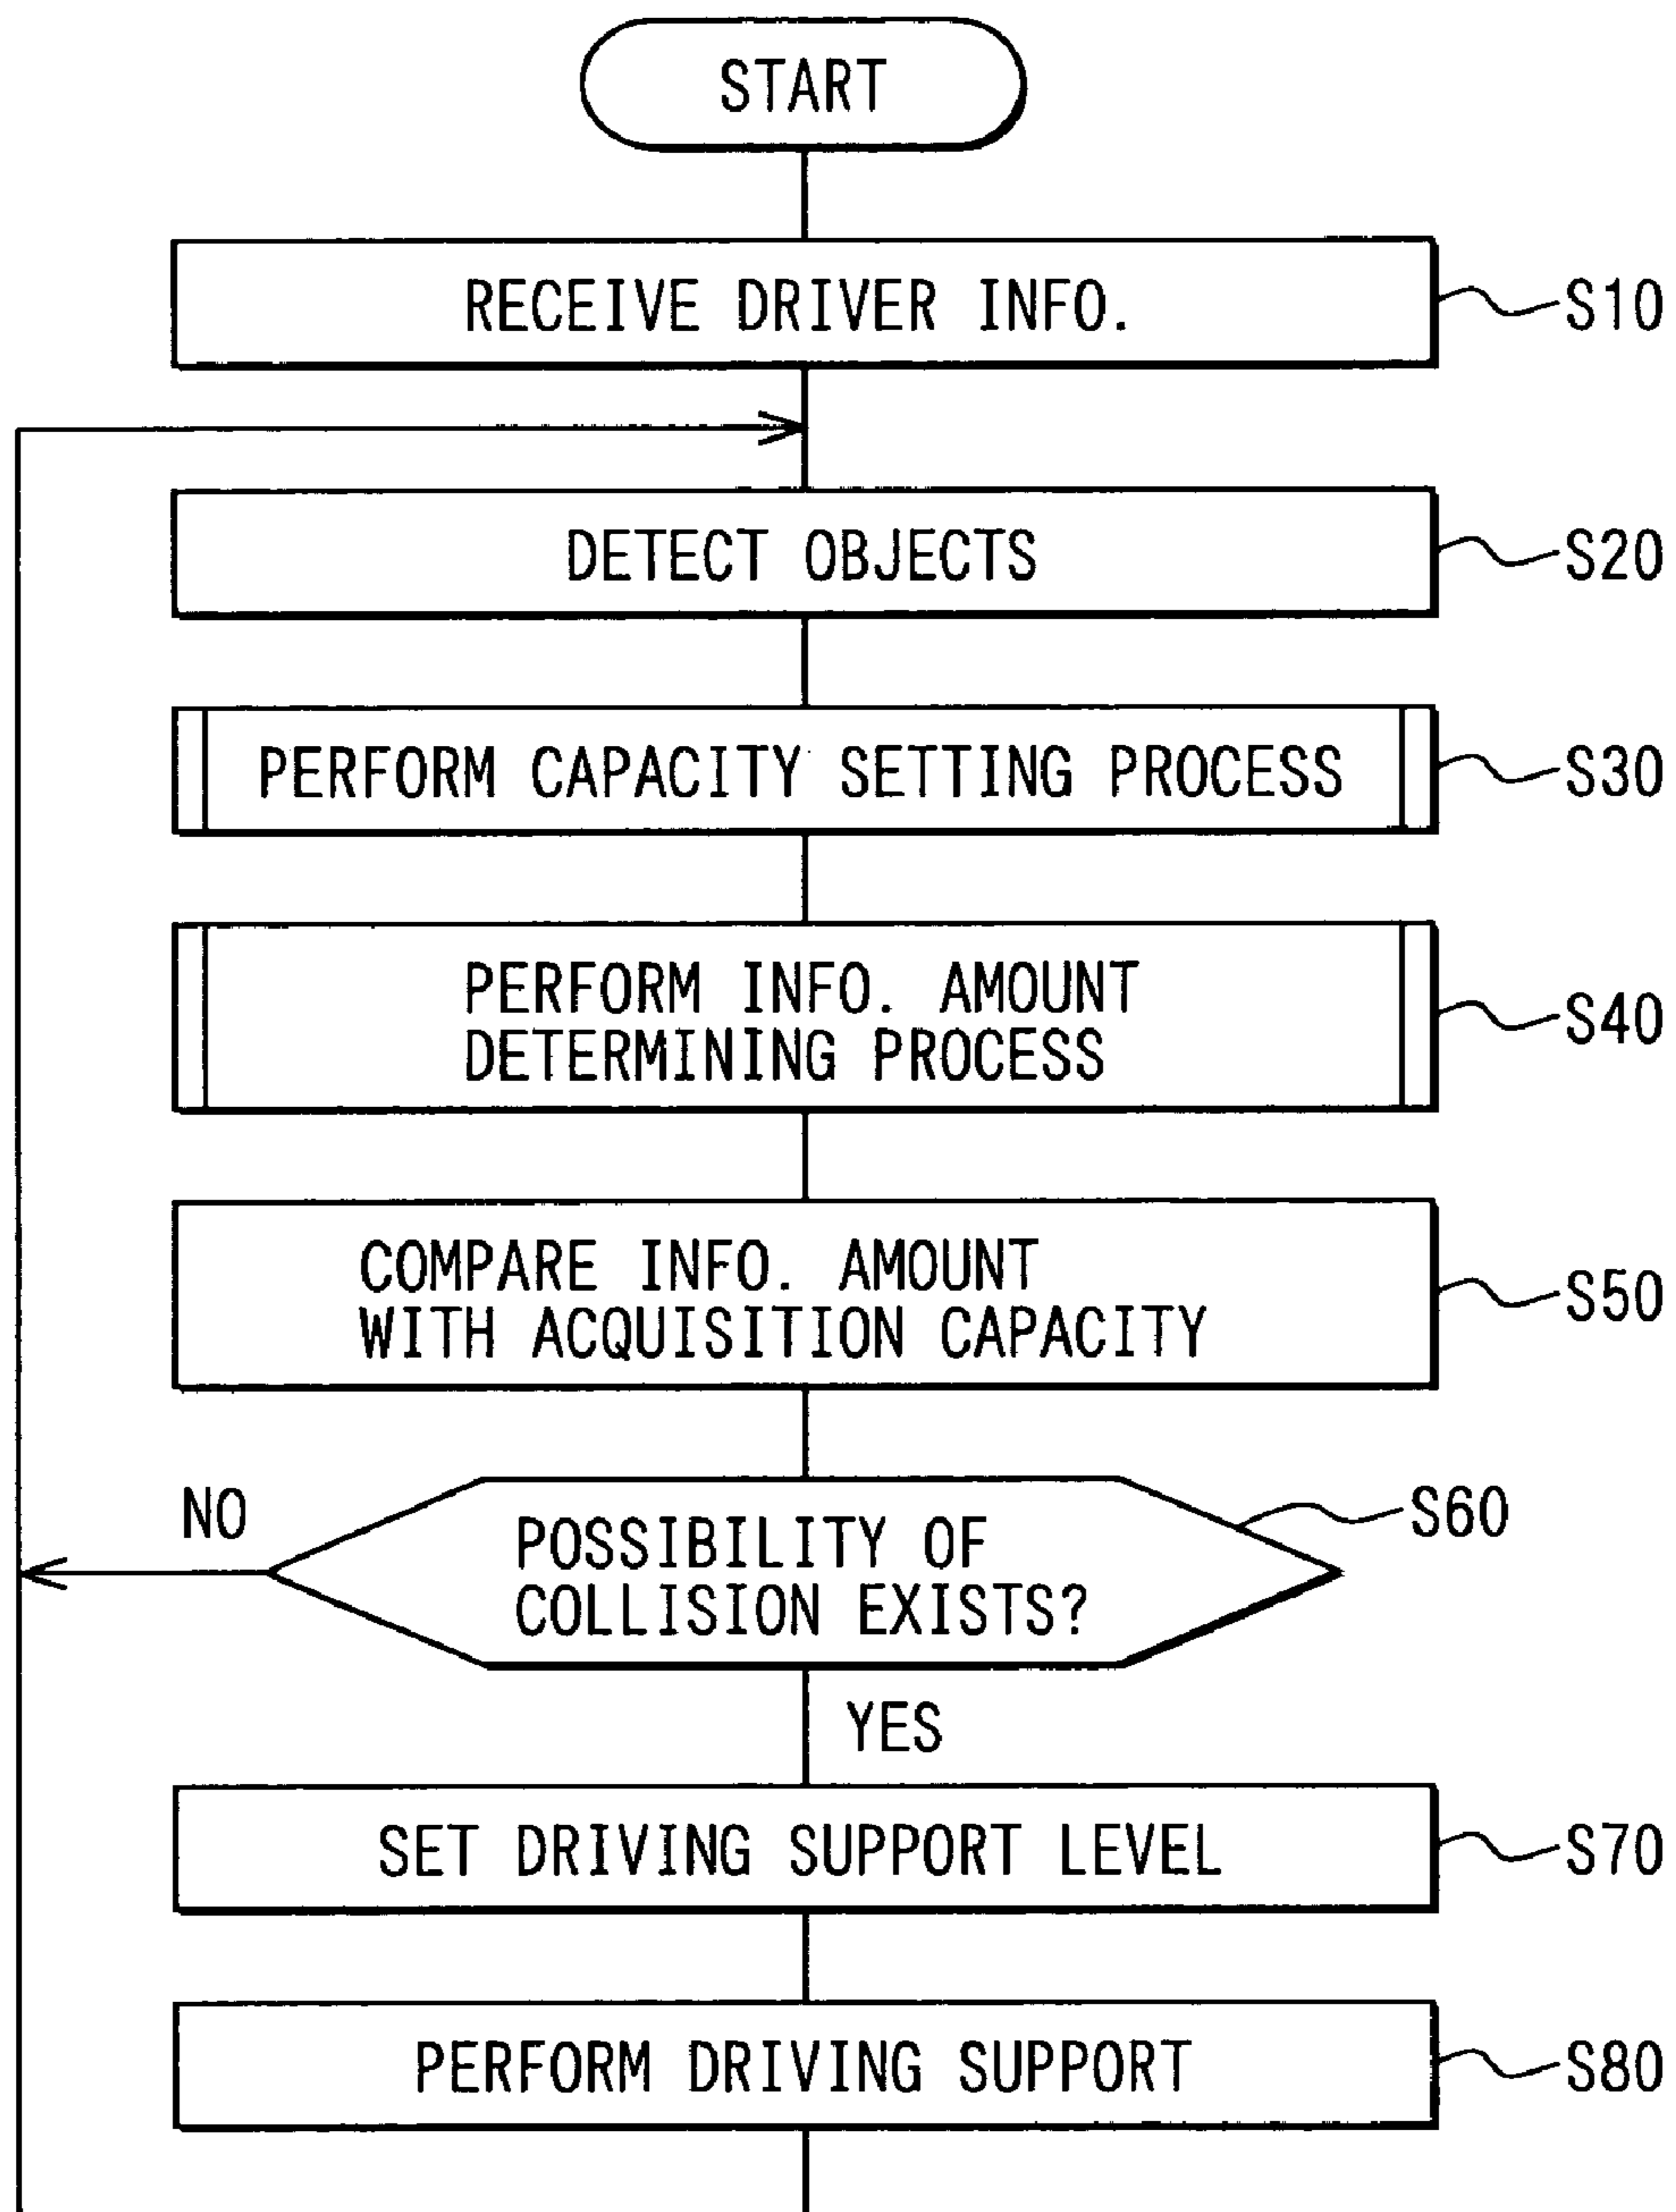 START
RECEIVE DRIVER INFO.
S10
DETECT OBJECTS
S20
PERFORM CAPACITY SETTING PROCESS
S30
PERFORM INFO. AMOUNT
DETERMINING PROCESS
S40
COMPARE INFO. AMOUNT
WITH ACQUISITION CAPACITY
S50
NO
POSSIBILITY OF
COLLISION EXISTS?
S60
YES
SET DRIVING SUPPORT LEVEL
S70
PERFORM DRIVING SUPPORT
S80